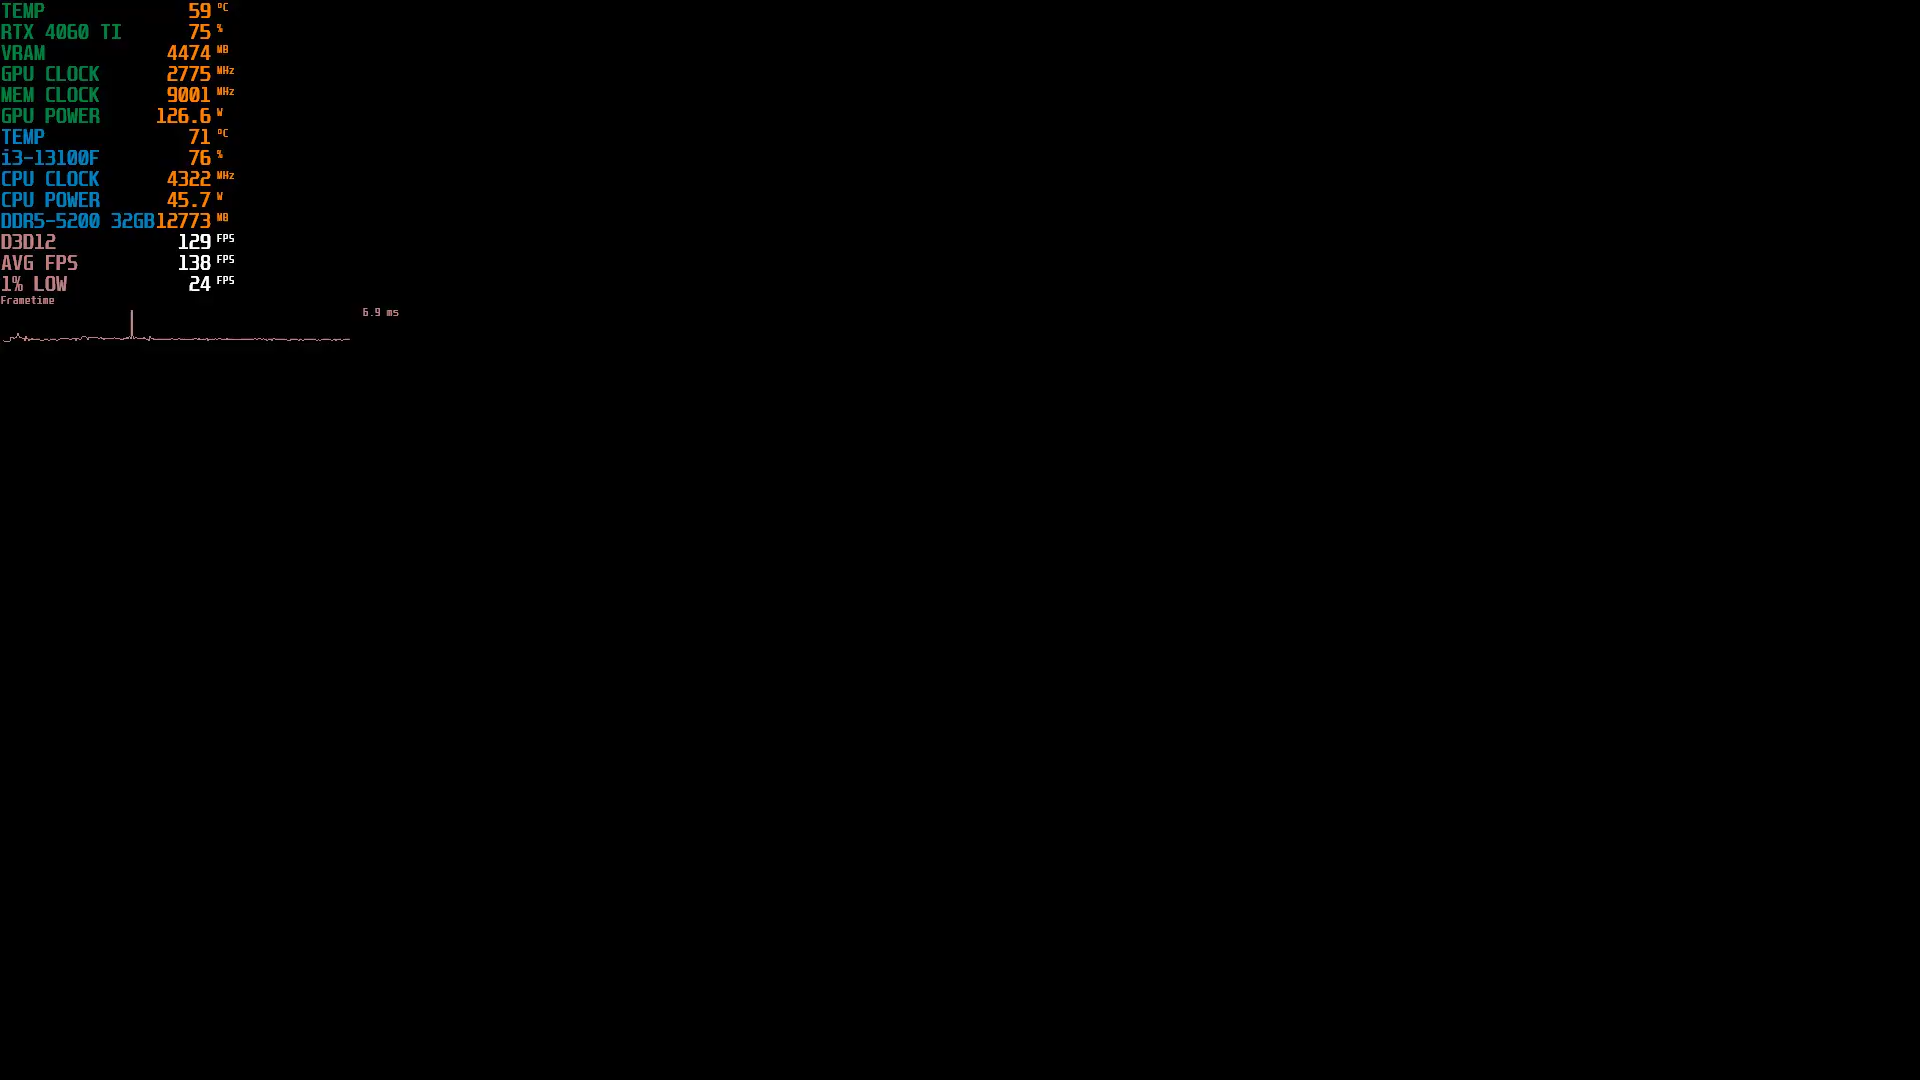 TEMP 59 °C
RTX 4060 TI 75 %
VRAM 4474 MB
GPU CLOCK 2775 MHz
MEM CLOCK 9001 MHz
GPU POWER 126.6 W
TEMP 71 °C
i3-13100F 76 %
CPU CLOCK 4322 MHz
CPU POWER 45.7 W
DDR5-5200 32GB 12773 MB
D3D12 129 FPS
AVG FPS 138 FPS
1% LOW 24 FPS
Frametime
6.9 ms